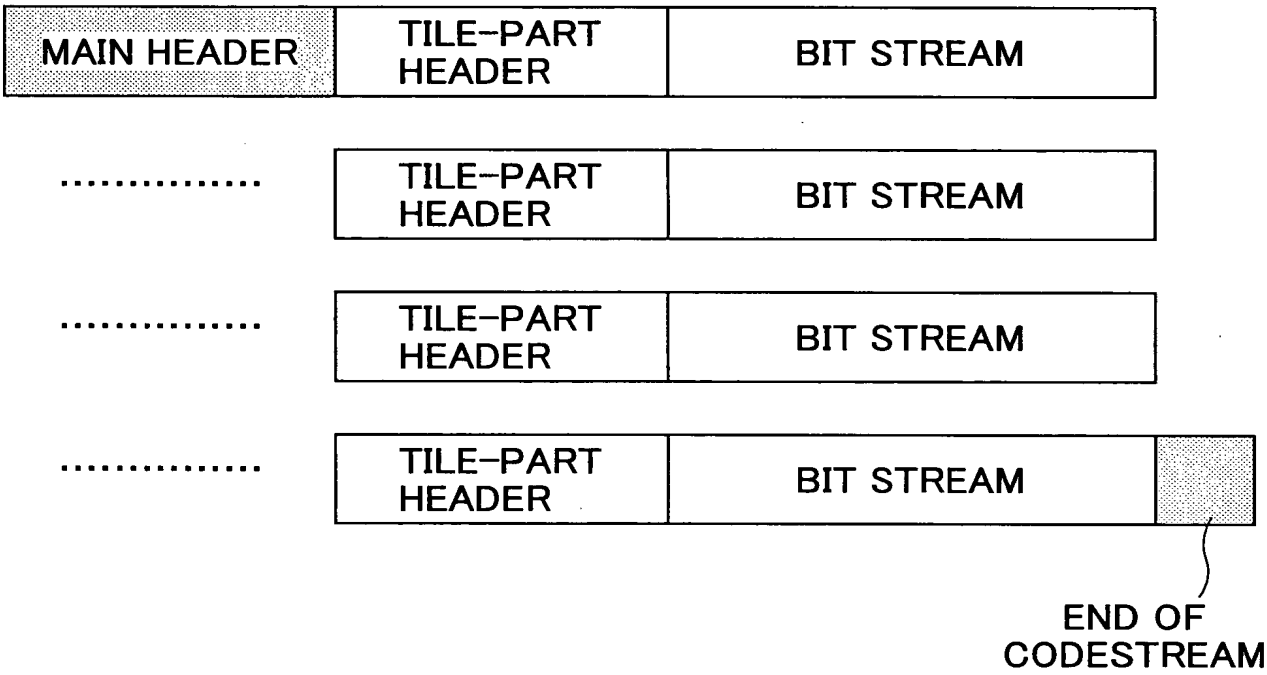 MAIN HEADER
TILE-PART
HEADER
BIT STREAM
...............
TILE-PART
HEADER
BIT STREAM
...............
TILE-PART
HEADER
BIT STREAM
...............
TILE-PART
HEADER
BIT STREAM
END OF
CODESTREAM